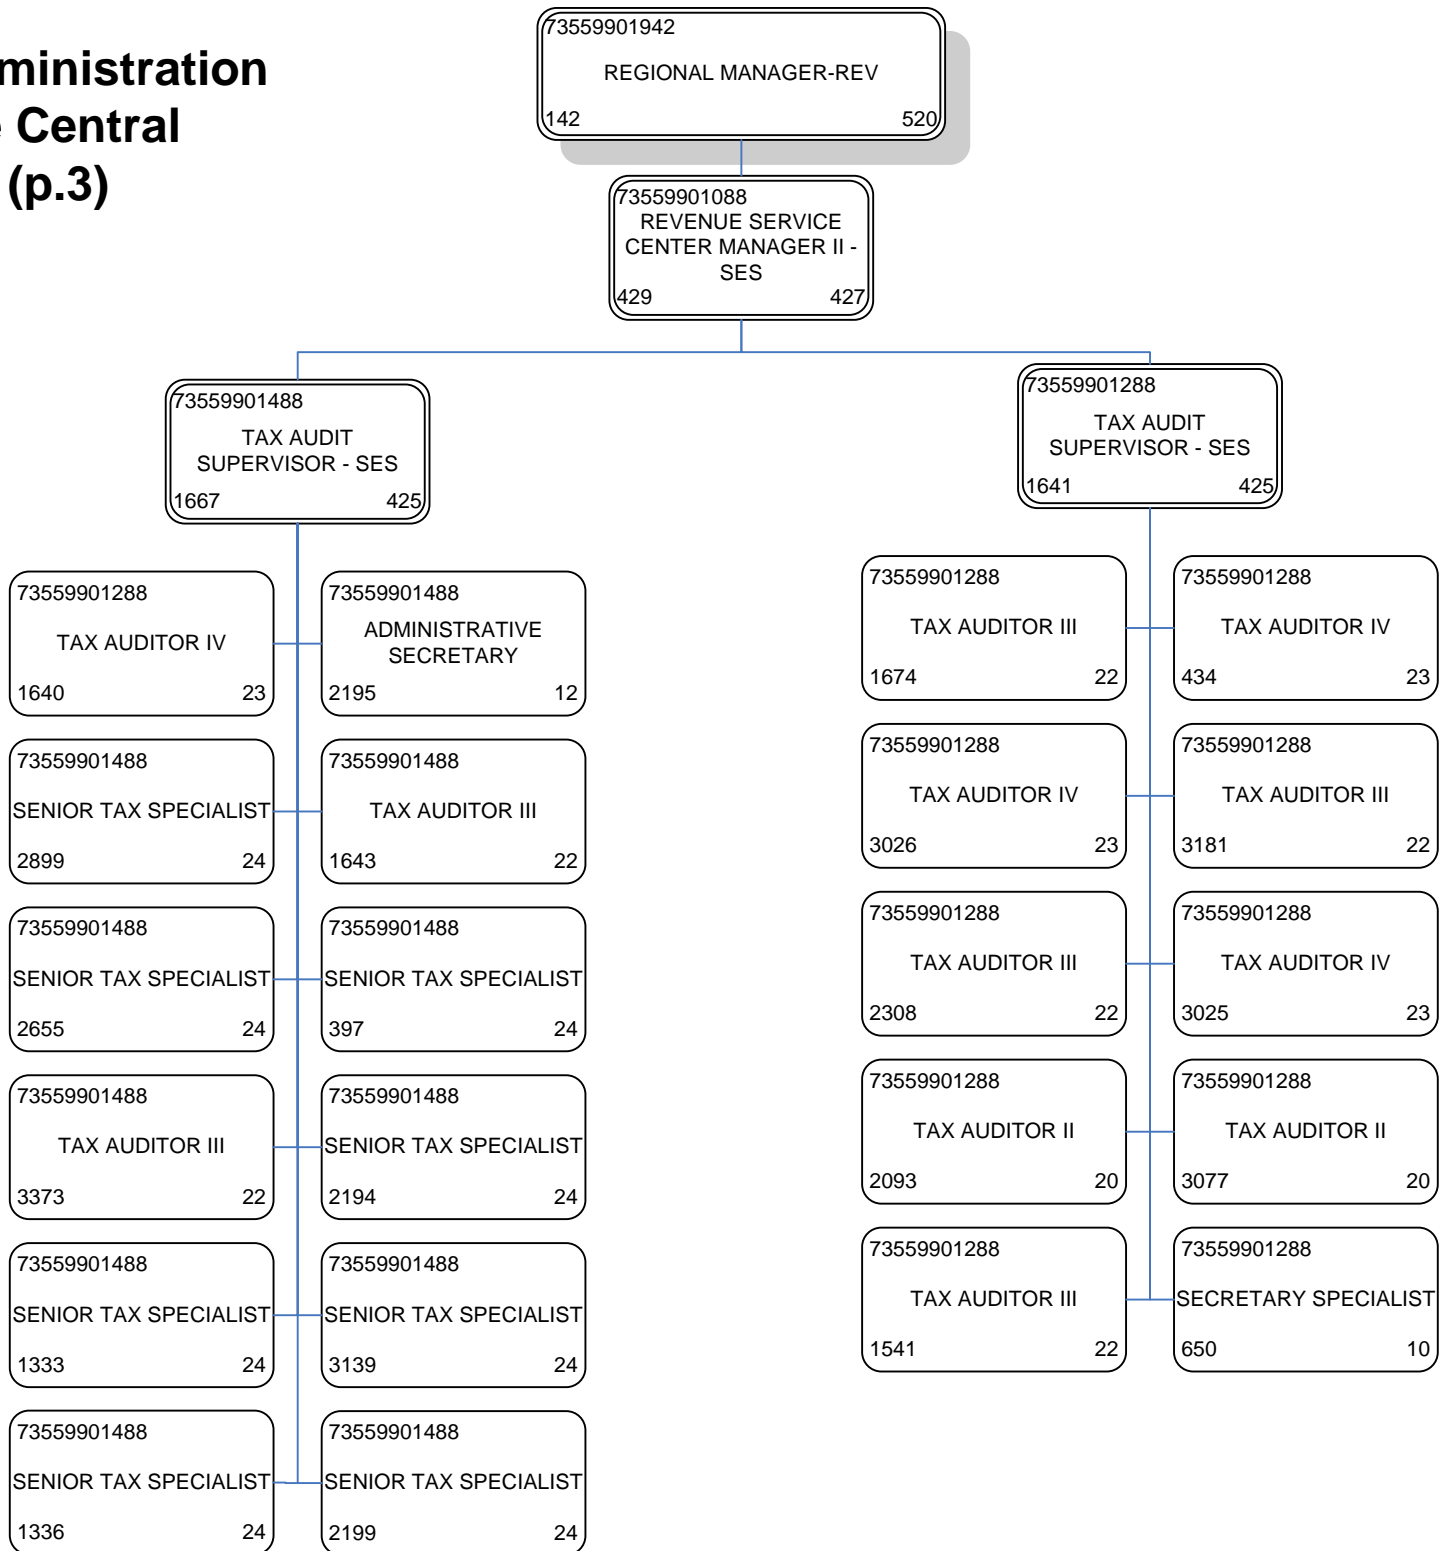 ministration
Central
(p.3)
73559901942
REGIONAL MANAGER-REV
142 520
73559901088
REVENUE SERVICE
CENTER MANAGER II -
SES
429 427
73559901488
TAX AUDIT
SUPERVISOR - SES
1667 425
73559901288
TAX AUDIT
SUPERVISOR - SES
1641 425
73559901288
TAX AUDITOR IV
1640 23
73559901488
ADMINISTRATIVE
SECRETARY
2195 12
73559901488
SENIOR TAX SPECIALIST
2899 24
73559901488
TAX AUDITOR III
1643 22
73559901488
SENIOR TAX SPECIALIST
2655 24
73559901488
SENIOR TAX SPECIALIST
397 24
73559901488
TAX AUDITOR III
3373 22
73559901488
SENIOR TAX SPECIALIST
2194 24
73559901488
SENIOR TAX SPECIALIST
1333 24
73559901488
SENIOR TAX SPECIALIST
3139 24
73559901488
SENIOR TAX SPECIALIST
1336 24
73559901488
SENIOR TAX SPECIALIST
2199 24
73559901288
TAX AUDITOR III
1674 22
73559901288
TAX AUDITOR IV
434 23
73559901288
TAX AUDITOR IV
3026 23
73559901288
TAX AUDITOR III
3181 22
73559901288
TAX AUDITOR III
2308 22
73559901288
TAX AUDITOR IV
3025 23
73559901288
TAX AUDITOR II
2093 20
73559901288
TAX AUDITOR II
3077 20
73559901288
TAX AUDITOR III
1541 22
73559901288
SECRETARY SPECIALIST
650 10